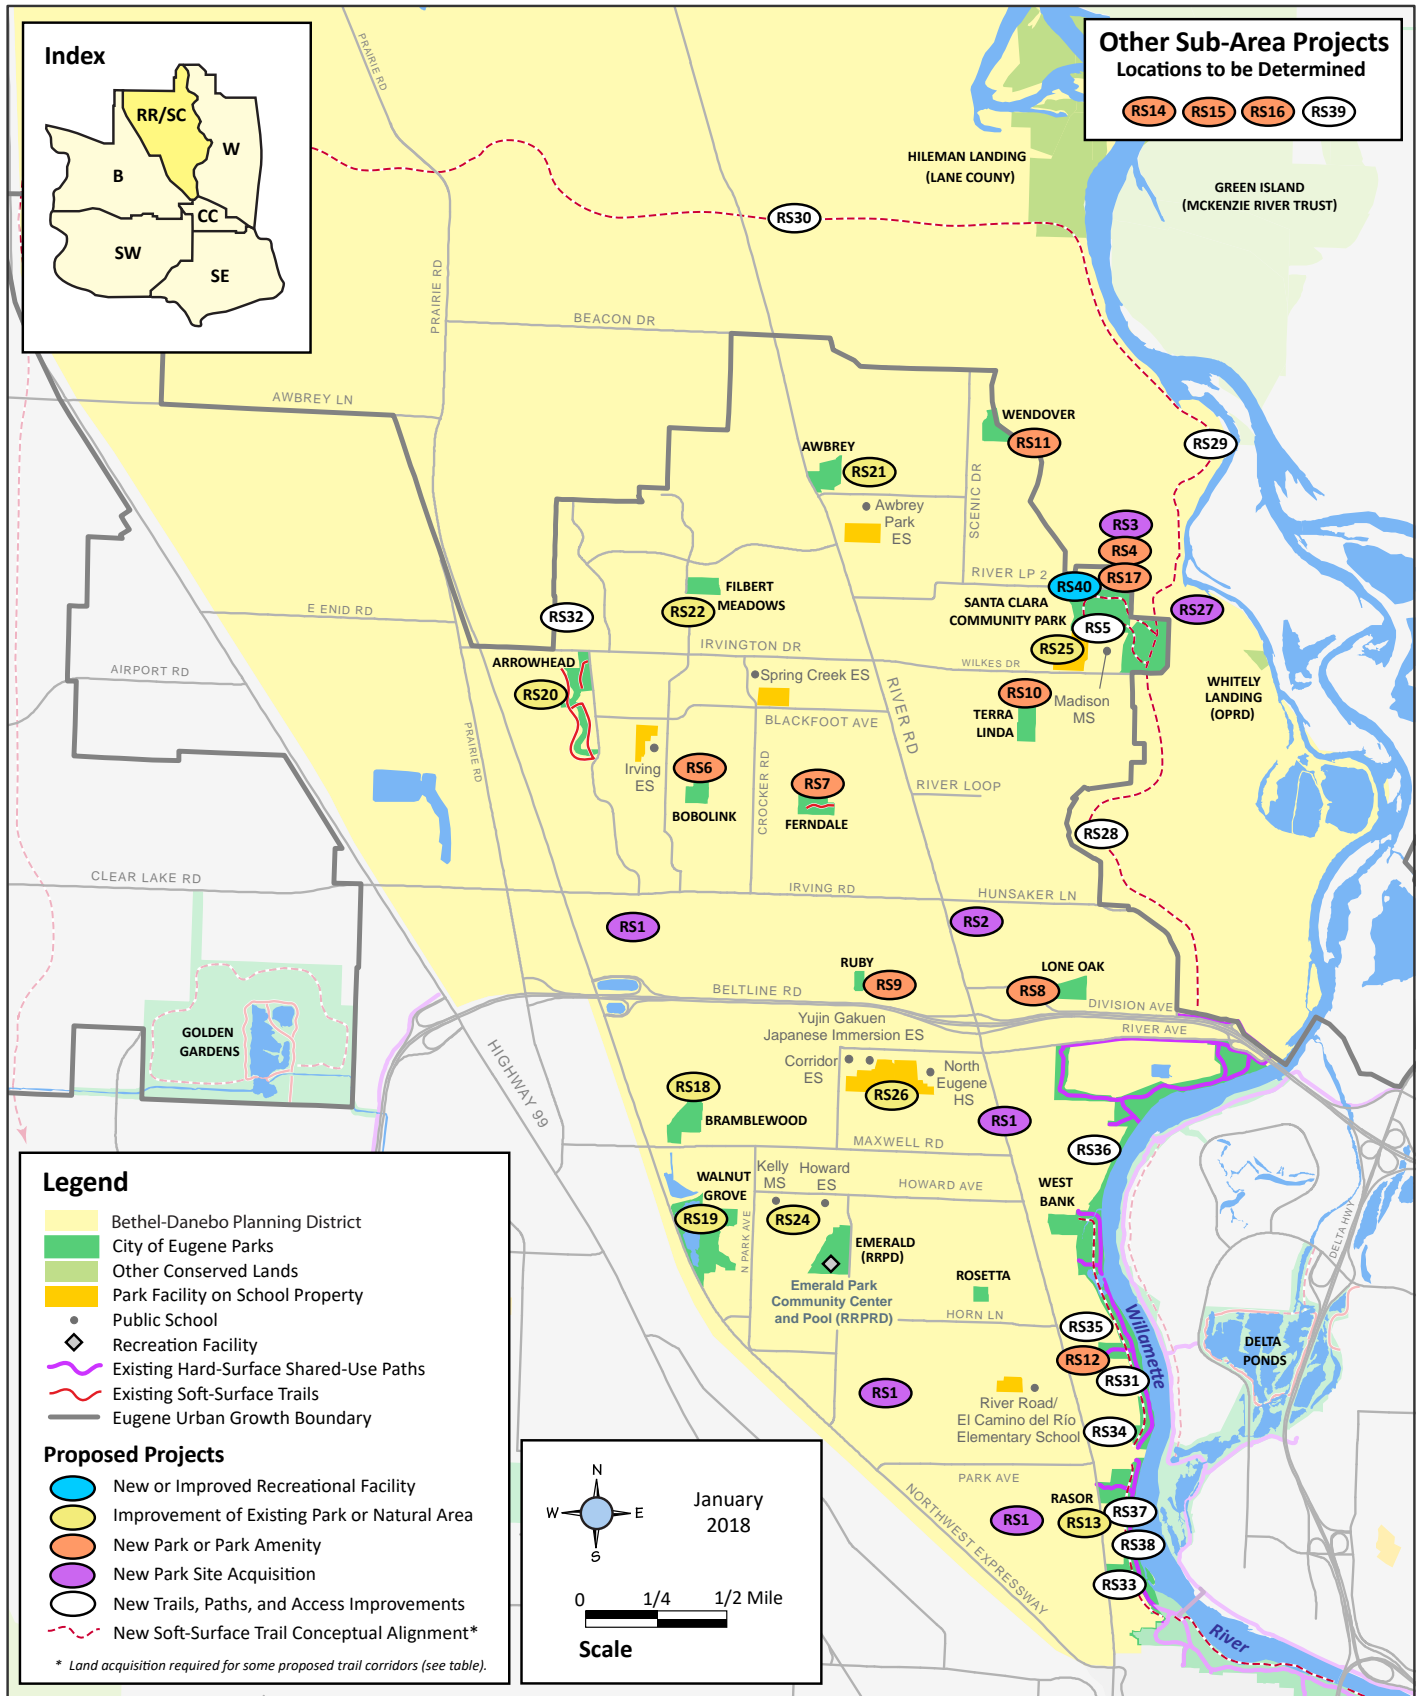 Index
RR/SC
W
B
CC
SW
SE
Other Sub-Area Projects
Locations to be Determined
RS14
RS15
RS16
RS39
PRAIRIE RD
HILEMAN LANDING
(LANE COUNY)
GREEN ISLAND
(MCKENZIE RIVER TRUST)
RS30
PRAIRIE RD
BEACON DR
AWBREY LN
WENDOVER
RS11
RS29
AWBREY
RS21
SCENIC DR
Awbrey
Park
ES
RS3
RS4
RS17
RIVER LP 2
RS40
FILBERT
MEADOWS
RS22
SANTA CLARA
COMMUNITY PARK
RS27
E ENID RD
RS32
RS5
IRVINGTON DR
RS25
WILKES DR
ARROWHEAD
RS20
AIRPORT RD
Spring Creek ES
RIVER RD
RS10
Madison
MS
WHITELY
LANDING
(OPRD)
TERRA
LINDA
BLACKFOOT AVE
PRAIRIE RD
Irving
ES
RS6
BOBOLINK
CROCKER RD
RS7
FERNDALE
RIVER LOOP
RS28
CLEAR LAKE RD
IRVING RD
HUNSAKER LN
RS1
RS2
RUBY
RS9
LONE OAK
RS8
BELTLINE RD
DIVISION AVE
RIVER AVE
GOLDEN
GARDENS
Yujin Gakuen
Japanese Immersion ES
HIGHWAY 99
Corridor
ES
North
Eugene
HS
RS26
RS18
BRAMBLEWOOD
RS1
MAXWELL RD
RS36
Kelly
MS
Howard
ES
HOWARD AVE
WEST
BANK
WALNUT
GROVE
RS19
RS24
N PARK AVE
EMERALD
(RRPD)
DELTA HWY
Emerald Park
Community Center
and Pool (RRPRD)
ROSETTA
HORN LN
RS35
Willamette
RS12
RS31
DELTA
PONDS
RS1
River Road/
El Camino del Río
Elementary School
RS34
PARK AVE
NORTHWEST EXPRESSWAY
RASOR
RS37
RS1
RS13
RS38
RS33
River
Legend
Bethel-Danebo Planning District
City of Eugene Parks
Other Conserved Lands
Park Facility on School Property
Public School
Recreation Facility
Existing Hard-Surface Shared-Use Paths
Existing Soft-Surface Trails
Eugene Urban Growth Boundary
Proposed Projects
New or Improved Recreational Facility
Improvement of Existing Park or Natural Area
New Park or Park Amenity
New Park Site Acquisition
New Trails, Paths, and Access Improvements
New Soft-Surface Trail Conceptual Alignment*
* Land acquisition required for some proposed trail corridors (see table).
N
W
E
S
January
2018
0
1/4
1/2 Mile
Scale